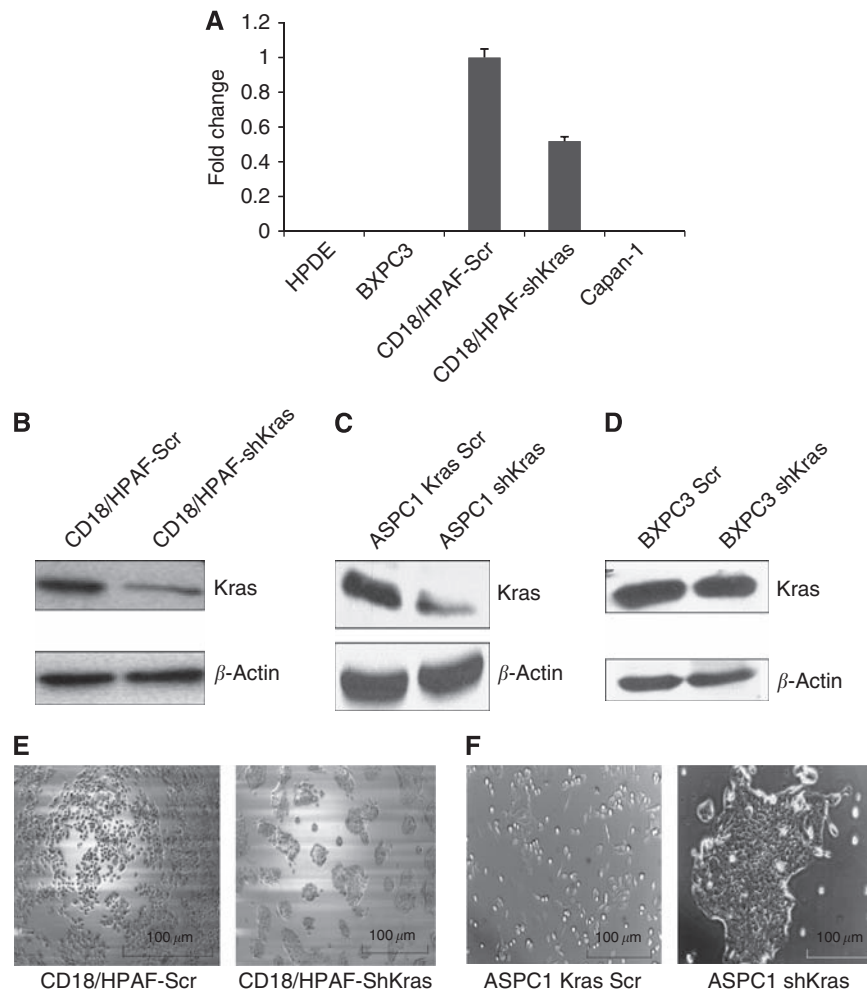 A
Fold change
1.2
1
0.8
0.6
0.4
0.2
0
HPDE
BXPC3
CD18/HPAF-Scr
CD18/HPAF-shKras
Capan-1
B
CD18/HPAF-Scr
CD18/HPAF-shKras
Kras
β-Actin
C
ASPC1 Kras Scr
ASPC1 shKras
Kras
β-Actin
D
BXPC3 Scr
BXPC3 shKras
Kras
β-Actin
E
100 μm
100 μm
CD18/HPAF-Scr
CD18/HPAF-ShKras
F
100 μm
100 μm
ASPC1 Kras Scr
ASPC1 shKras